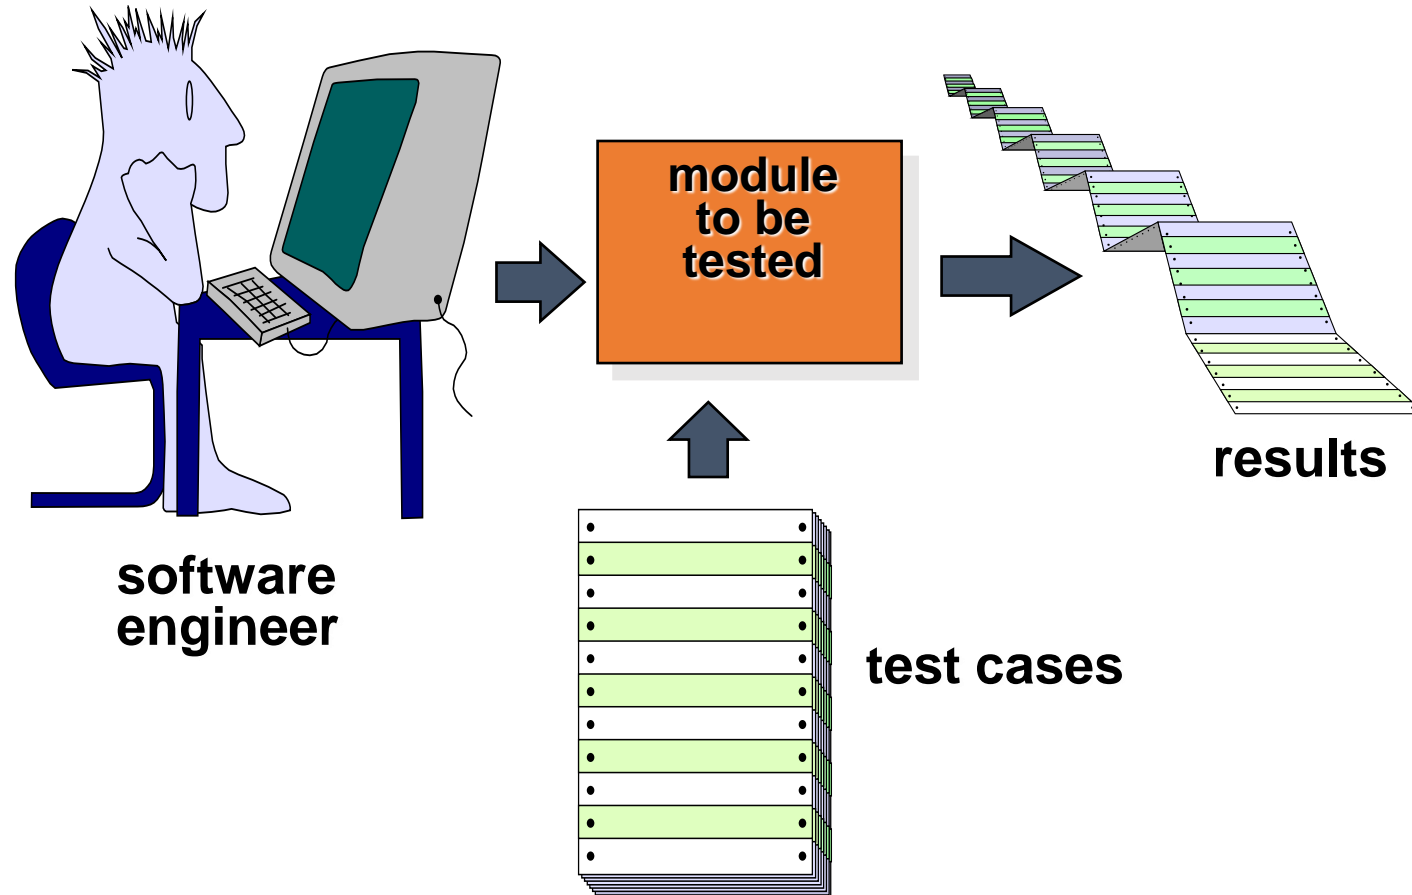 module
to be
tested
results
software
engineer
test cases